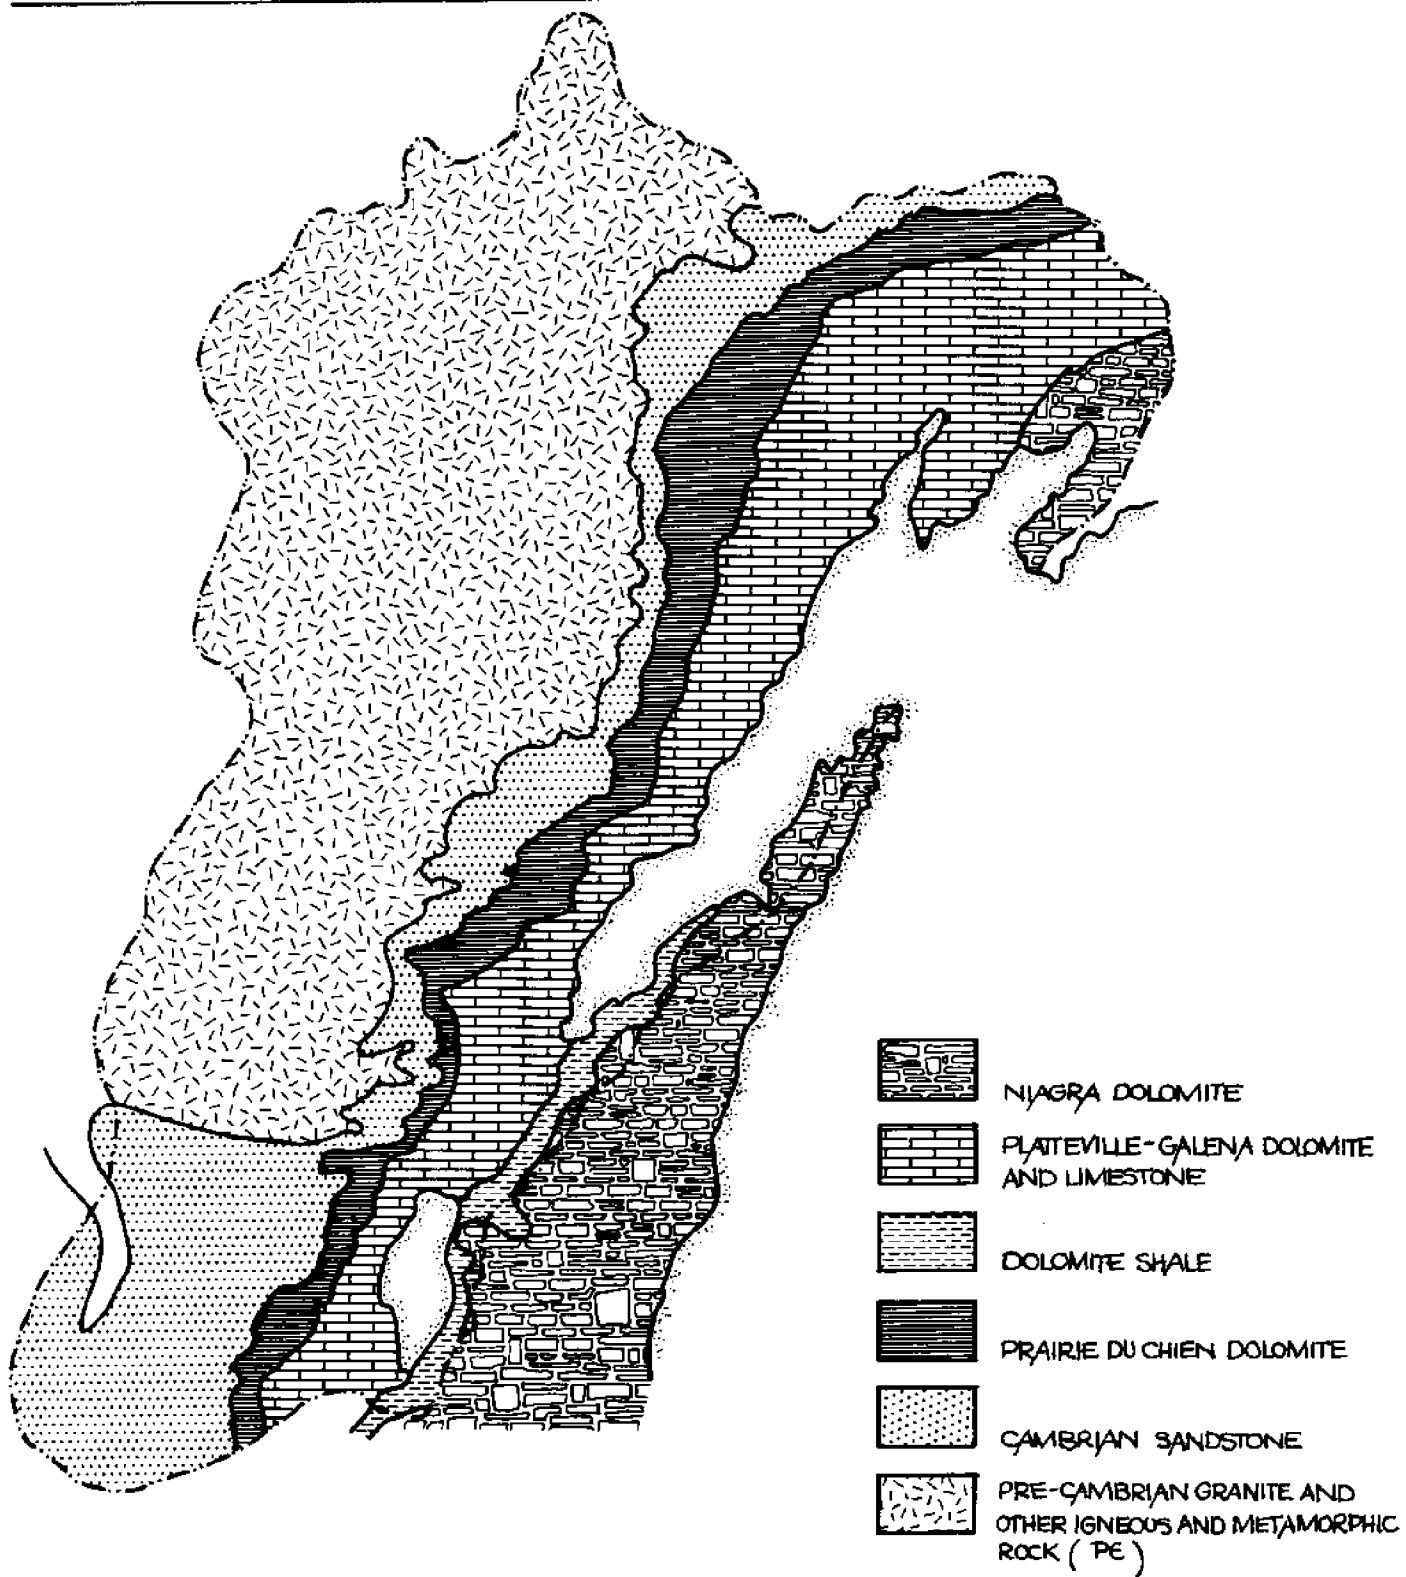 NIAGRA DOLOMITE
PLATTEVILLE-GALENA DOLOMITE
AND LIMESTONE
DOLOMITE SHALE
PRAIRIE DU CHIEN DOLOMITE
CAMBRIAN SANDSTONE
PRE-CAMBRIAN GRANITE AND
OTHER IGNEOUS AND METAMORPHIC
ROCK ( PЄ )